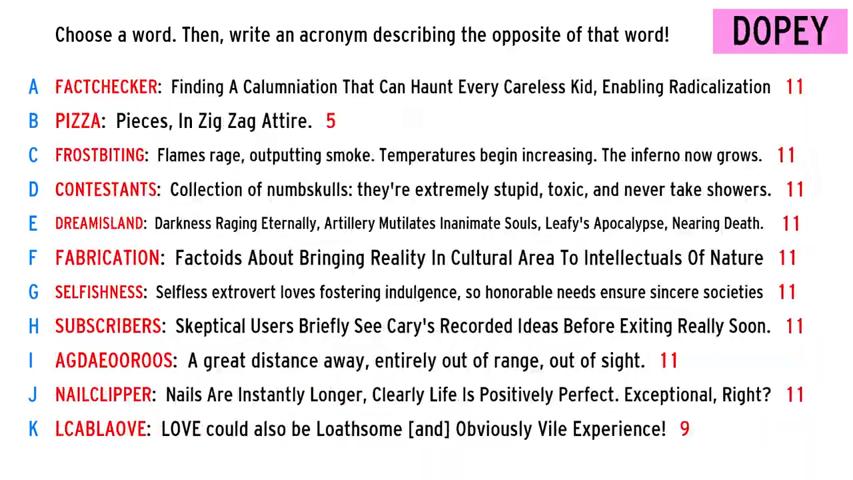 Choose a word. Then, write an acronym describing the opposite of that word!
DOPEY
A FACTCHECKER: Finding A Calumniation That Can Haunt Every Careless Kid, Enabling Radicalization 11
B PIZZA: Pieces, In Zig Zag Attire. 5
C FROSTBITING: Flames rage, outputting smoke. Temperatures begin increasing. The inferno now grows. 11
D CONTESTANTS: Collection of numbskulls: they're extremely stupid, toxic, and never take showers. 11
E DREAMISLAND: Darkness Raging Eternally, Artillery Mutilates Inanimate Souls, Leafy's Apocalypse, Nearing Death. 11
F FABRICATION: Factoids About Bringing Reality In Cultural Area To Intellectuals Of Nature 11
G SELFISHNESS: Selfless extrovert loves fostering indulgence, so honorable needs ensure sincere societies 11
H SUBSCRIBERS: Skeptical Users Briefly See Cary's Recorded Ideas Before Exiting Really Soon. 11
I AGDAEOOROOS: A great distance away, entirely out of range, out of sight. 11
J NAILCLIPPER: Nails Are Instantly Longer, Clearly Life Is Positively Perfect. Exceptional, Right? 11
K LCABLAOVE: LOVE could also be Loathsome [and] Obviously Vile Experience! 9